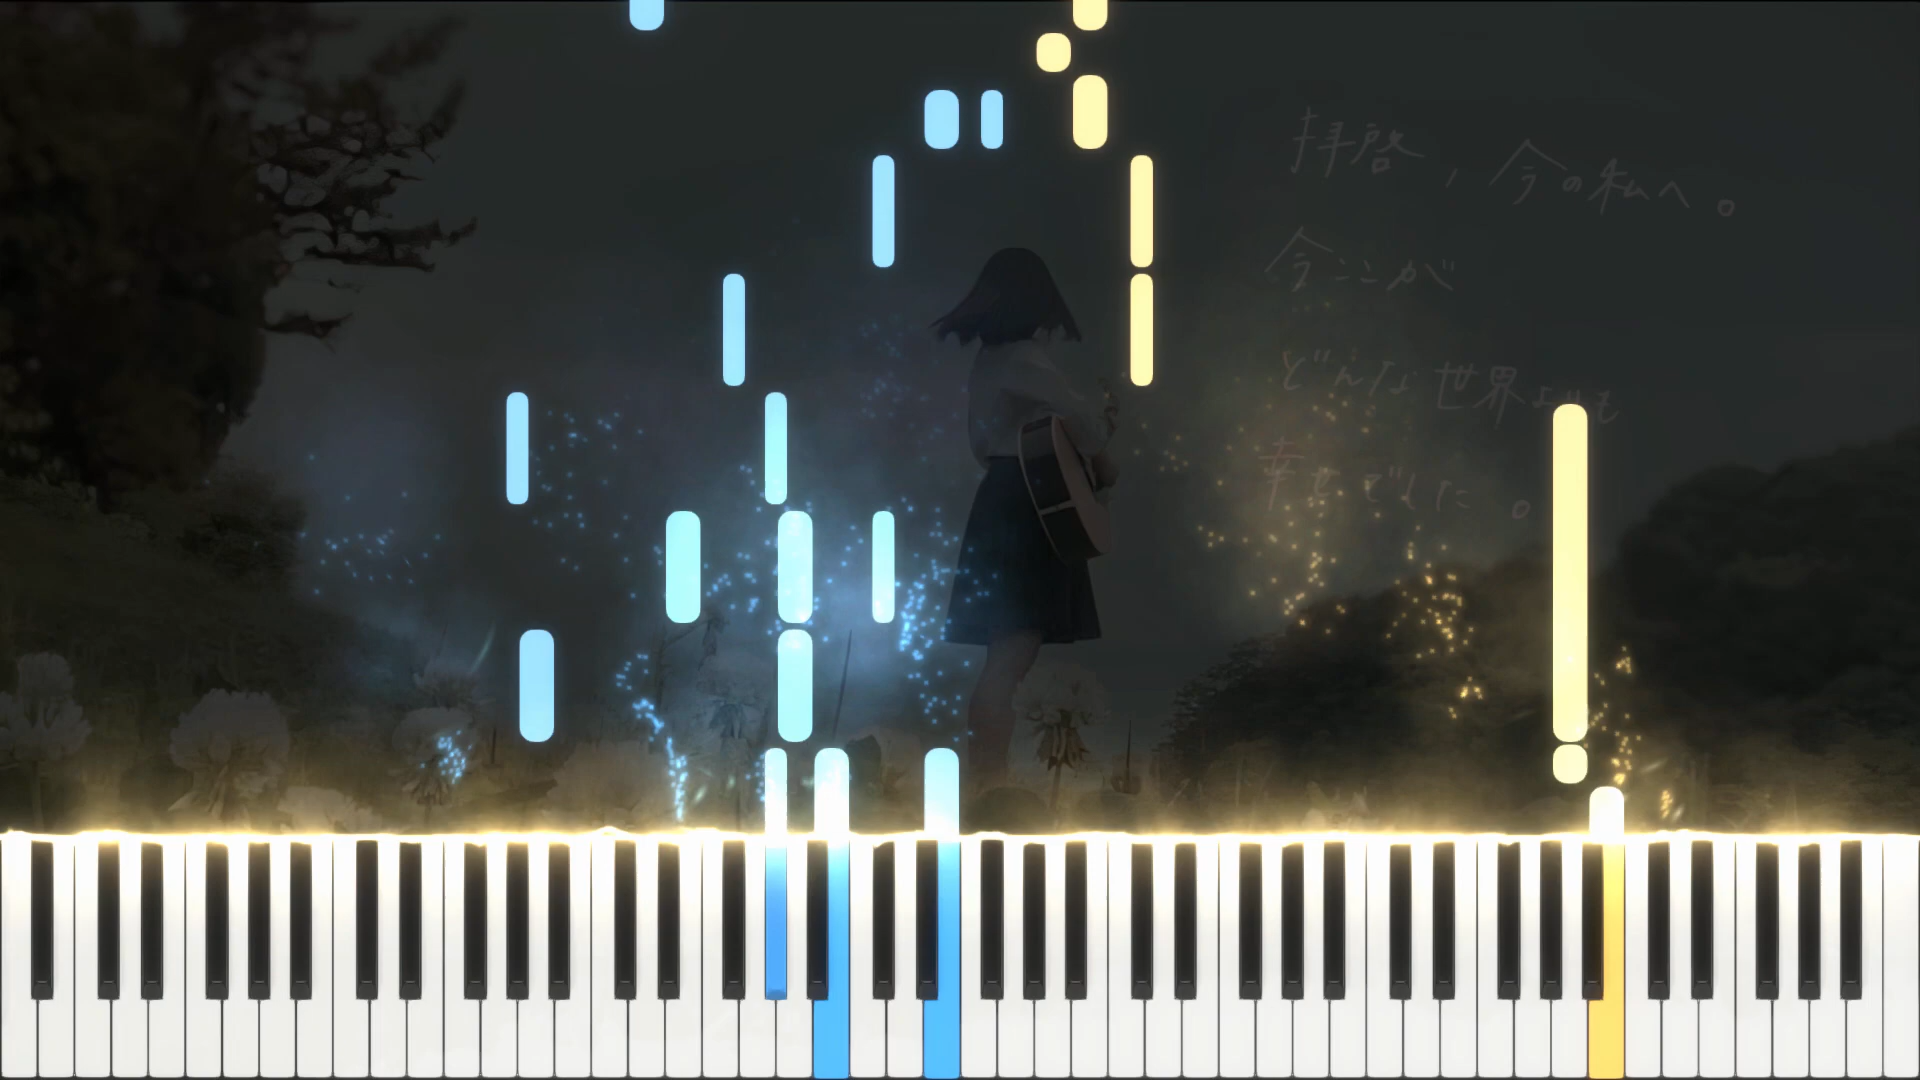 拝啓,今の私へ。
今ここが
どんな世界よりも
幸せでした。